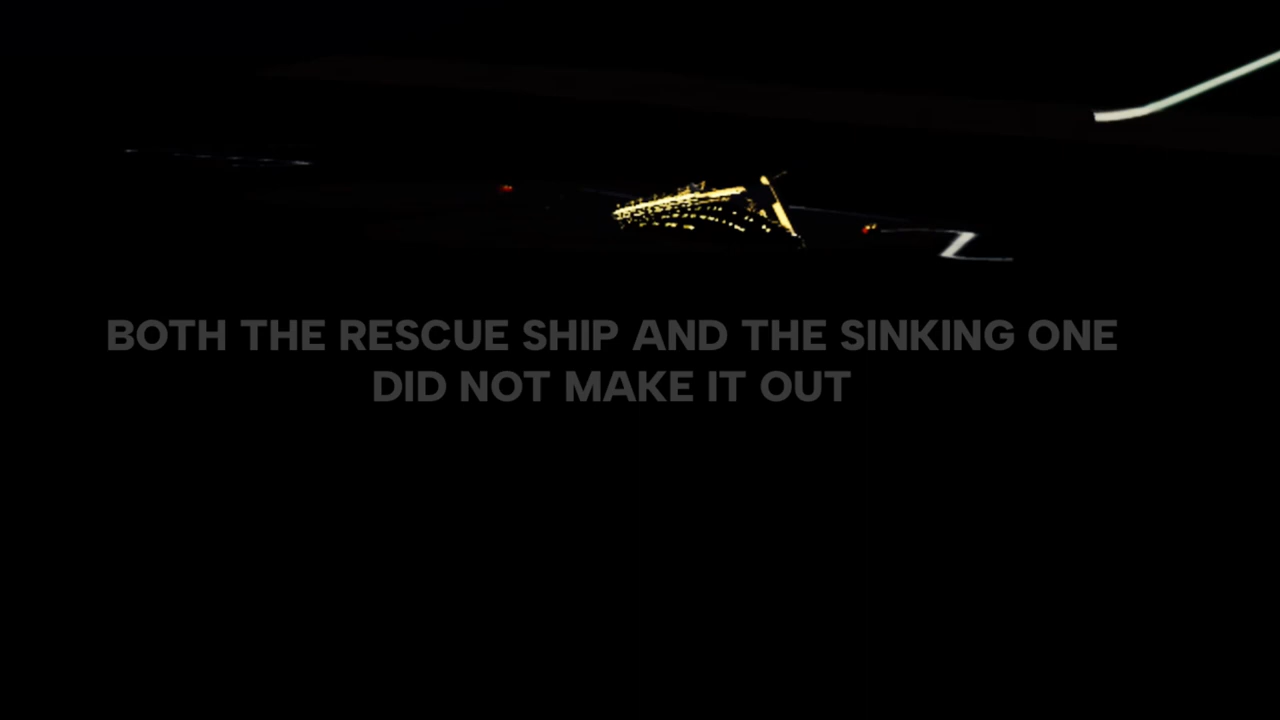 BOTH THE RESCUE SHIP AND THE SINKING ONE
DID NOT MAKE IT OUT